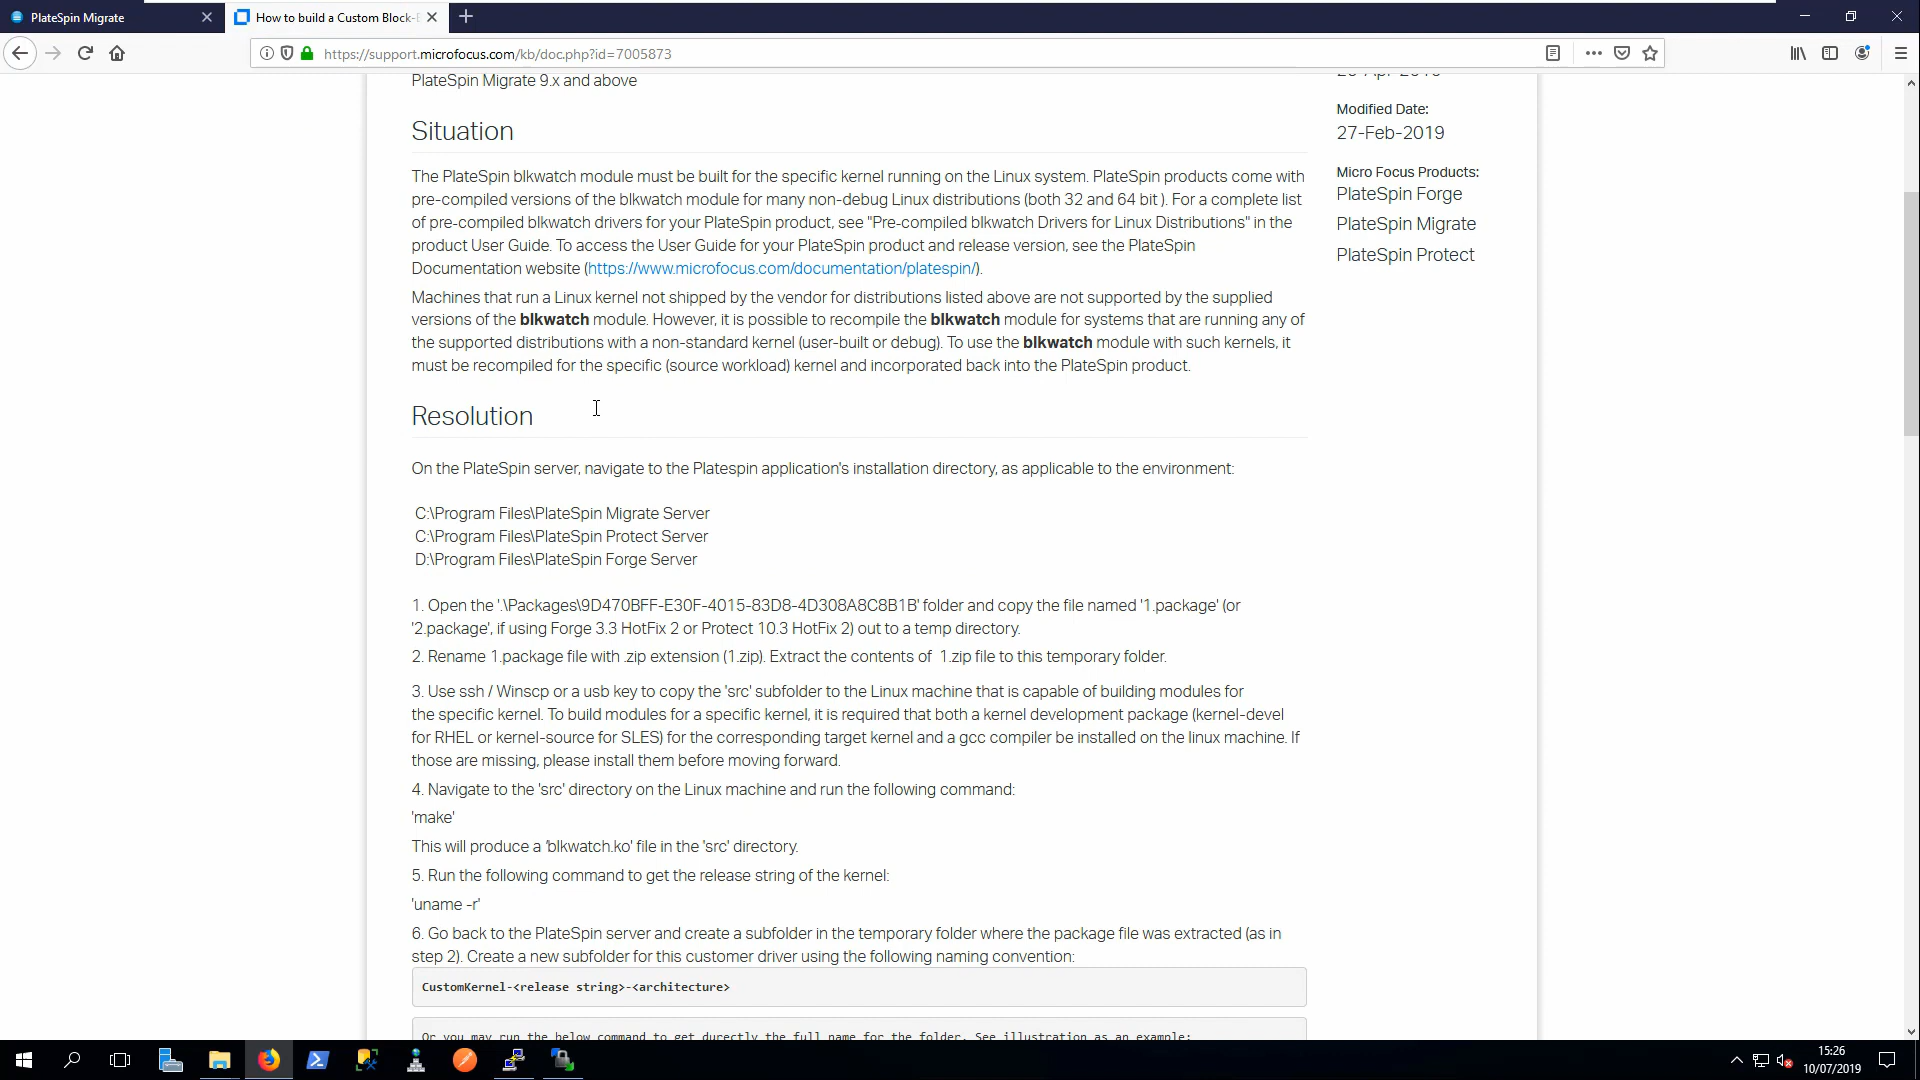 PlateSpin Migrate
How to build a Custom Block-
https://support.microfocus.com/kb/doc.php?id=7005873
PlateSpin Migrate 9.x and above
Situation
The PlateSpin blkwatch module must be built for the specific kernel running on the Linux system. PlateSpin products come with
pre-compiled versions of the blkwatch module for many non-debug Linux distributions (both 32 and 64 bit ). For a complete list
of pre-compiled blkwatch drivers for your PlateSpin product, see "Pre-compiled blkwatch Drivers for Linux Distributions" in the
product User Guide. To access the User Guide for your PlateSpin product and release version, see the PlateSpin
Documentation website (https://www.microfocus.com/documentation/platespin/).
Machines that run a Linux kernel not shipped by the vendor for distributions listed above are not supported by the supplied
versions of the blkwatch module. However, it is possible to recompile the blkwatch module for systems that are running any of
the supported distributions with a non-standard kernel (user-built or debug). To use the blkwatch module with such kernels, it
must be recompiled for the specific (source workload) kernel and incorporated back into the PlateSpin product.
Resolution
On the PlateSpin server, navigate to the Platespin application's installation directory, as applicable to the environment:
C:\Program Files\PlateSpin Migrate Server
C:\Program Files\PlateSpin Protect Server
D:\Program Files\PlateSpin Forge Server
1. Open the '.\Packages\9D470BFF-E30F-4015-83D8-4D308A8C8B1B' folder and copy the file named '1.package' (or
'2.package', if using Forge 3.3 HotFix 2 or Protect 10.3 HotFix 2) out to a temp directory.
2. Rename 1.package file with .zip extension (1.zip). Extract the contents of  1.zip file to this temporary folder.
3. Use ssh / Winscp or a usb key to copy the 'src' subfolder to the Linux machine that is capable of building modules for
the specific kernel. To build modules for a specific kernel, it is required that both a kernel development package (kernel-devel
for RHEL or kernel-source for SLES) for the corresponding target kernel and a gcc compiler be installed on the linux machine. If
those are missing, please install them before moving forward.
4. Navigate to the 'src' directory on the Linux machine and run the following command:
'make'
This will produce a 'blkwatch.ko' file in the 'src' directory.
5. Run the following command to get the release string of the kernel:
'uname -r'
6. Go back to the PlateSpin server and create a subfolder in the temporary folder where the package file was extracted (as in
step 2). Create a new subfolder for this customer driver using the following naming convention:
CustomKernel-<release string>-<architecture>
Or you may run the below command to get durectly the full name for the folder. See illustration as an example:
Modified Date:
27-Feb-2019
Micro Focus Products:
PlateSpin Forge
PlateSpin Migrate
PlateSpin Protect
15:26
10/07/2019